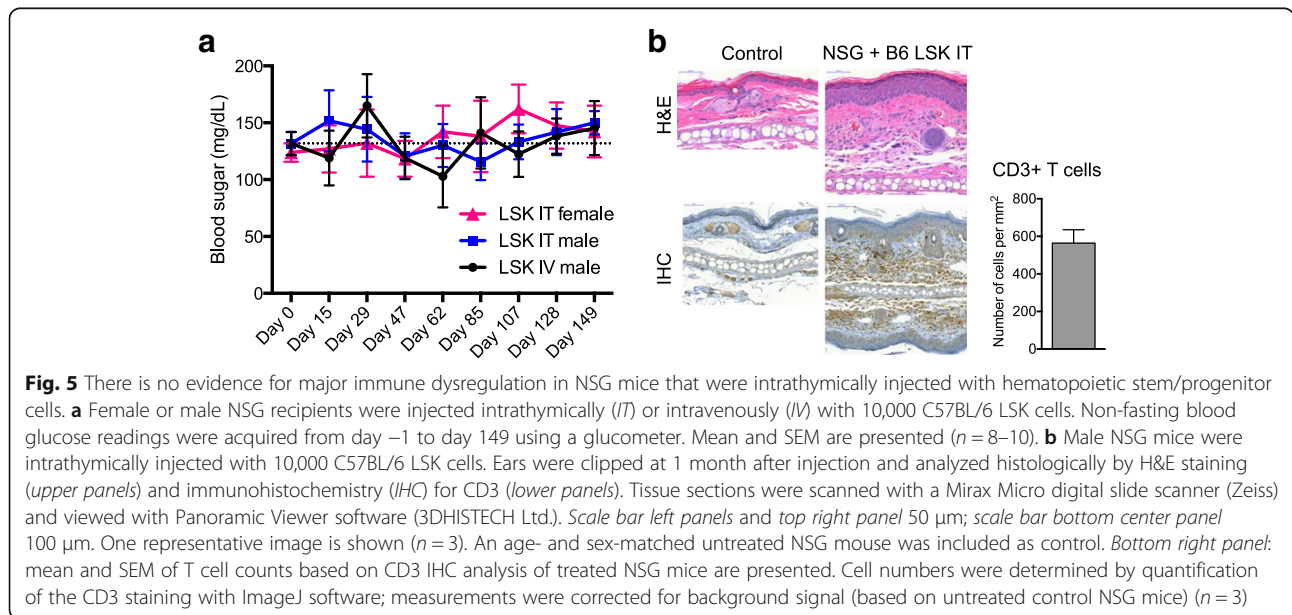 a
200
150
100
50
0
Blood sugar (mg/dL)
LSK IT female
LSK IT male
LSK IV male
Day 0
Day 15
Day 29
Day 47
Day 62
Day 85
Day 107
Day 128
Day 149
b
Control
NSG + B6 LSK IT
H&E
IHC
CD3+ T cells
800
600
400
200
0
Number of cells per mm²
Fig. 5 There is no evidence for major immune dysregulation in NSG mice that were intrathymically injected with hematopoietic stem/progenitor
cells. a Female or male NSG recipients were injected intrathymically (IT) or intravenously (IV) with 10,000 C57BL/6 LSK cells. Non-fasting blood
glucose readings were acquired from day −1 to day 149 using a glucometer. Mean and SEM are presented (n = 8–10). b Male NSG mice were
intrathymically injected with 10,000 C57BL/6 LSK cells. Ears were clipped at 1 month after injection and analyzed histologically by H&E staining
(upper panels) and immunohistochemistry (IHC) for CD3 (lower panels). Tissue sections were scanned with a Mirax Micro digital slide scanner (Zeiss)
and viewed with Panoramic Viewer software (3DHISTECH Ltd.). Scale bar left panels and top right panel 50 μm; scale bar bottom center panel
100 μm. One representative image is shown (n = 3). An age- and sex-matched untreated NSG mouse was included as control. Bottom right panel:
mean and SEM of T cell counts based on CD3 IHC analysis of treated NSG mice are presented. Cell numbers were determined by quantification
of the CD3 staining with ImageJ software; measurements were corrected for background signal (based on untreated control NSG mice) (n = 3)